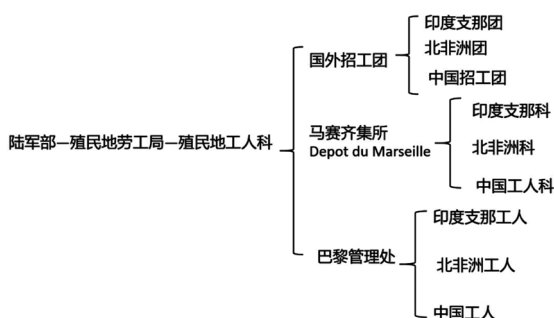 陆军部—殖民地劳工局—殖民地工人科
国外招工团
印度支那团
北非洲团
中国招工团
马赛齐集所
Depot du Marseille
印度支那科
北非洲科
中国工人科
巴黎管理处
印度支那工人
北非洲工人
中国工人